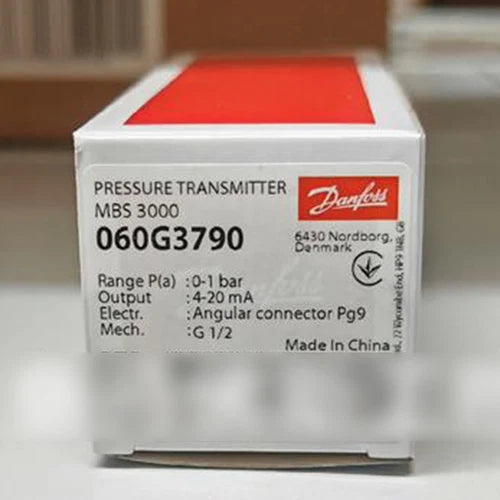 PRESSURE TRANSMITTER
MBS 3000
060G3790
Danfoss
6430 Nordborg,
Denmark
Range P(a) :0-1 bar
Output :4-20 mA
Electr. :Angular connector Pg9
Mech. :G 1/2
Made In China